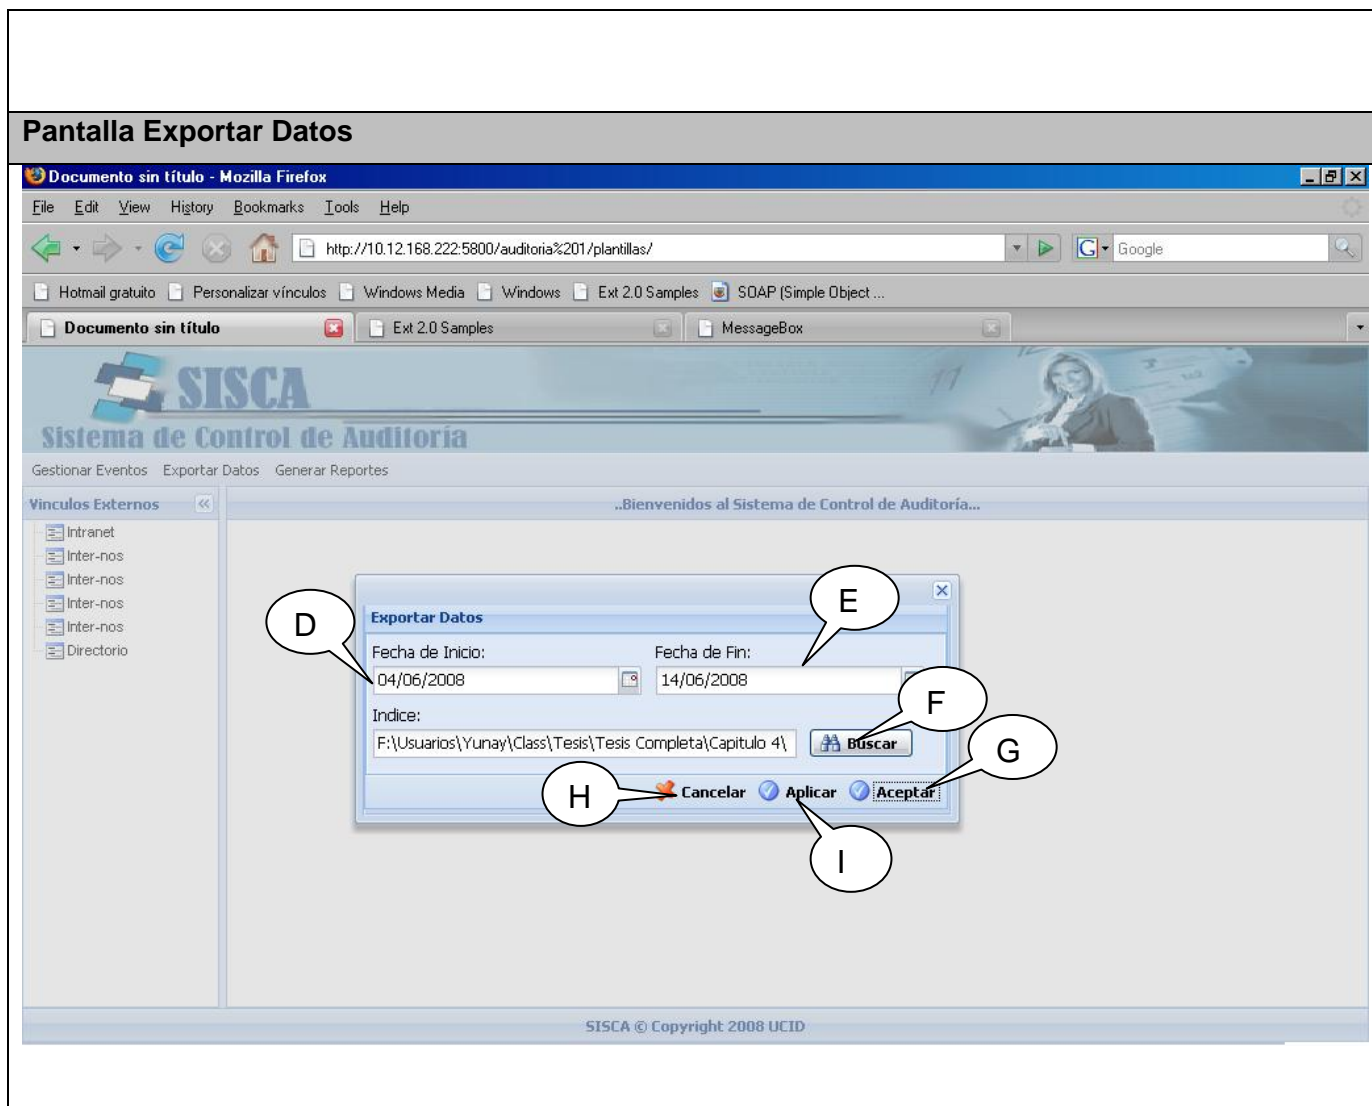 Pantalla Exportar Datos
Documento sin título - Mozilla Firefox
File Edit View History Bookmarks Tools Help
http://10.12.168.222:5800/auditoria%201/plantillas/
G Google
Hotmail gratuito Personalizar vínculos Windows Media Windows Ext 2.0 Samples SOAP (Simple Object ...
Documento sin título Ext 2.0 Samples MessageBox
SISCA
11
Sistema de Control de Auditoría
Gestionar Eventos Exportar Datos Generar Reportes
Vinculos Externos ..Bienvenidos al Sistema de Control de Auditoría...
Intranet
Inter-nos
Inter-nos
Inter-nos
Inter-nos
Directorio
D
E
Exportar Datos
Fecha de Inicio: Fecha de Fin:
04/06/2008 14/06/2008
F
Indice:
F:\Usuarios\Yunay\Class\Tesis\Tesis Completa\Capitulo 4\ Buscar
G
H
Cancelar Aplicar Aceptar
I
SISCA © Copyright 2008 UCID